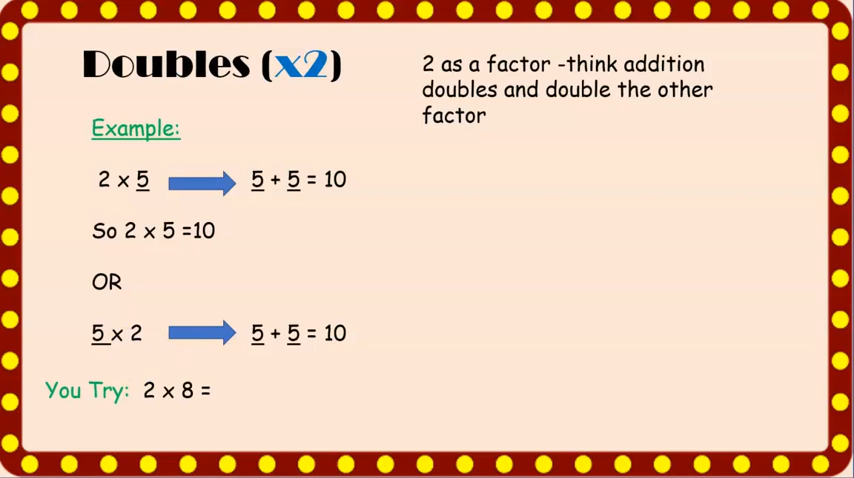 Doubles (x2)
2 as a factor -think addition
doubles and double the other
factor
Example:
2 x 5 5 + 5 = 10
So 2 x 5 =10
OR
5 x 2 5 + 5 = 10
You Try: 2 x 8 =